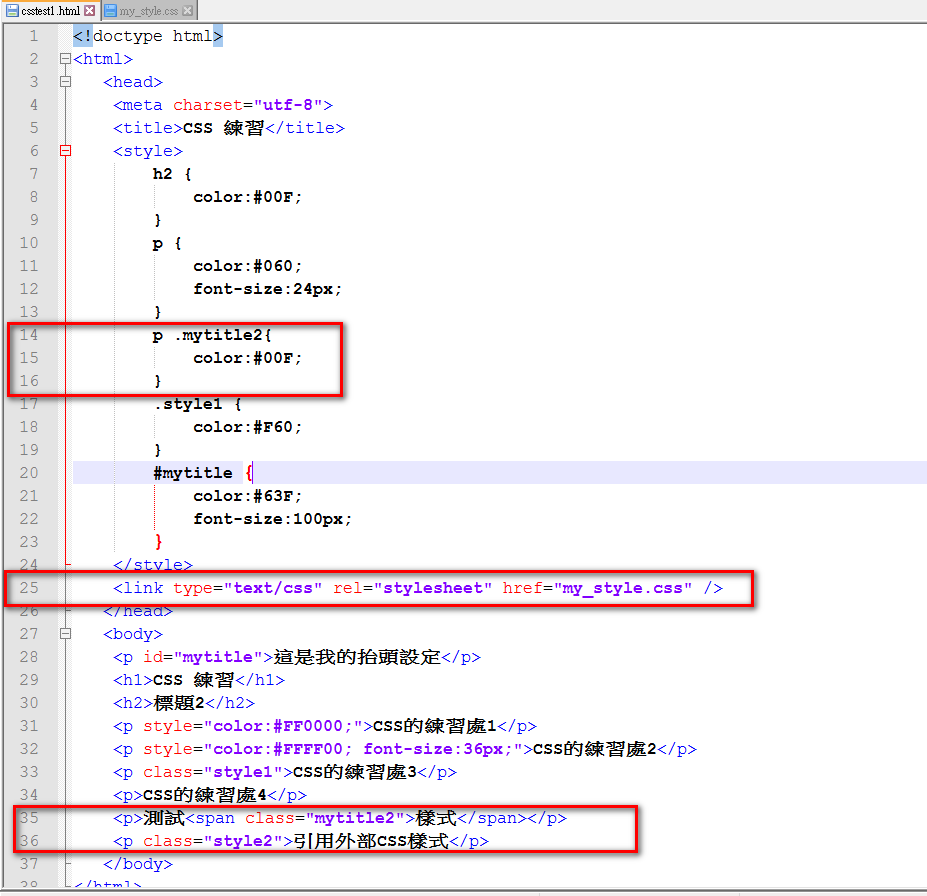 csstest1.html my_style.css
1 <!doctype html>
2 <html>
3 <head>
4 <meta charset="utf-8">
5 <title>CSS 練習</title>
6 <style>
7 h2 {
8 color:#00F;
9 }
10 p {
11 color:#060;
12 font-size:24px;
13 }
14 p .mytitle2{
15 color:#00F;
16 }
17 .style1 {
18 color:#F60;
19 }
20 #mytitle {
21 color:#63F;
22 font-size:100px;
23 }
24 </style>
25 <link type="text/css" rel="stylesheet" href="my_style.css" />
26 </head>
27 <body>
28 <p id="mytitle">這是我的抬頭設定</p>
29 <h1>CSS 練習</h1>
30 <h2>標題2</h2>
31 <p style="color:#FF0000;">CSS的練習處1</p>
32 <p style="color:#FFFF00; font-size:36px;">CSS的練習處2</p>
33 <p class="style1">CSS的練習處3</p>
34 <p>CSS的練習處4</p>
35 <p>測試<span class="mytitle2">樣式</span></p>
36 <p class="style2">引用外部CSS樣式</p>
37 </body>
38 </html>